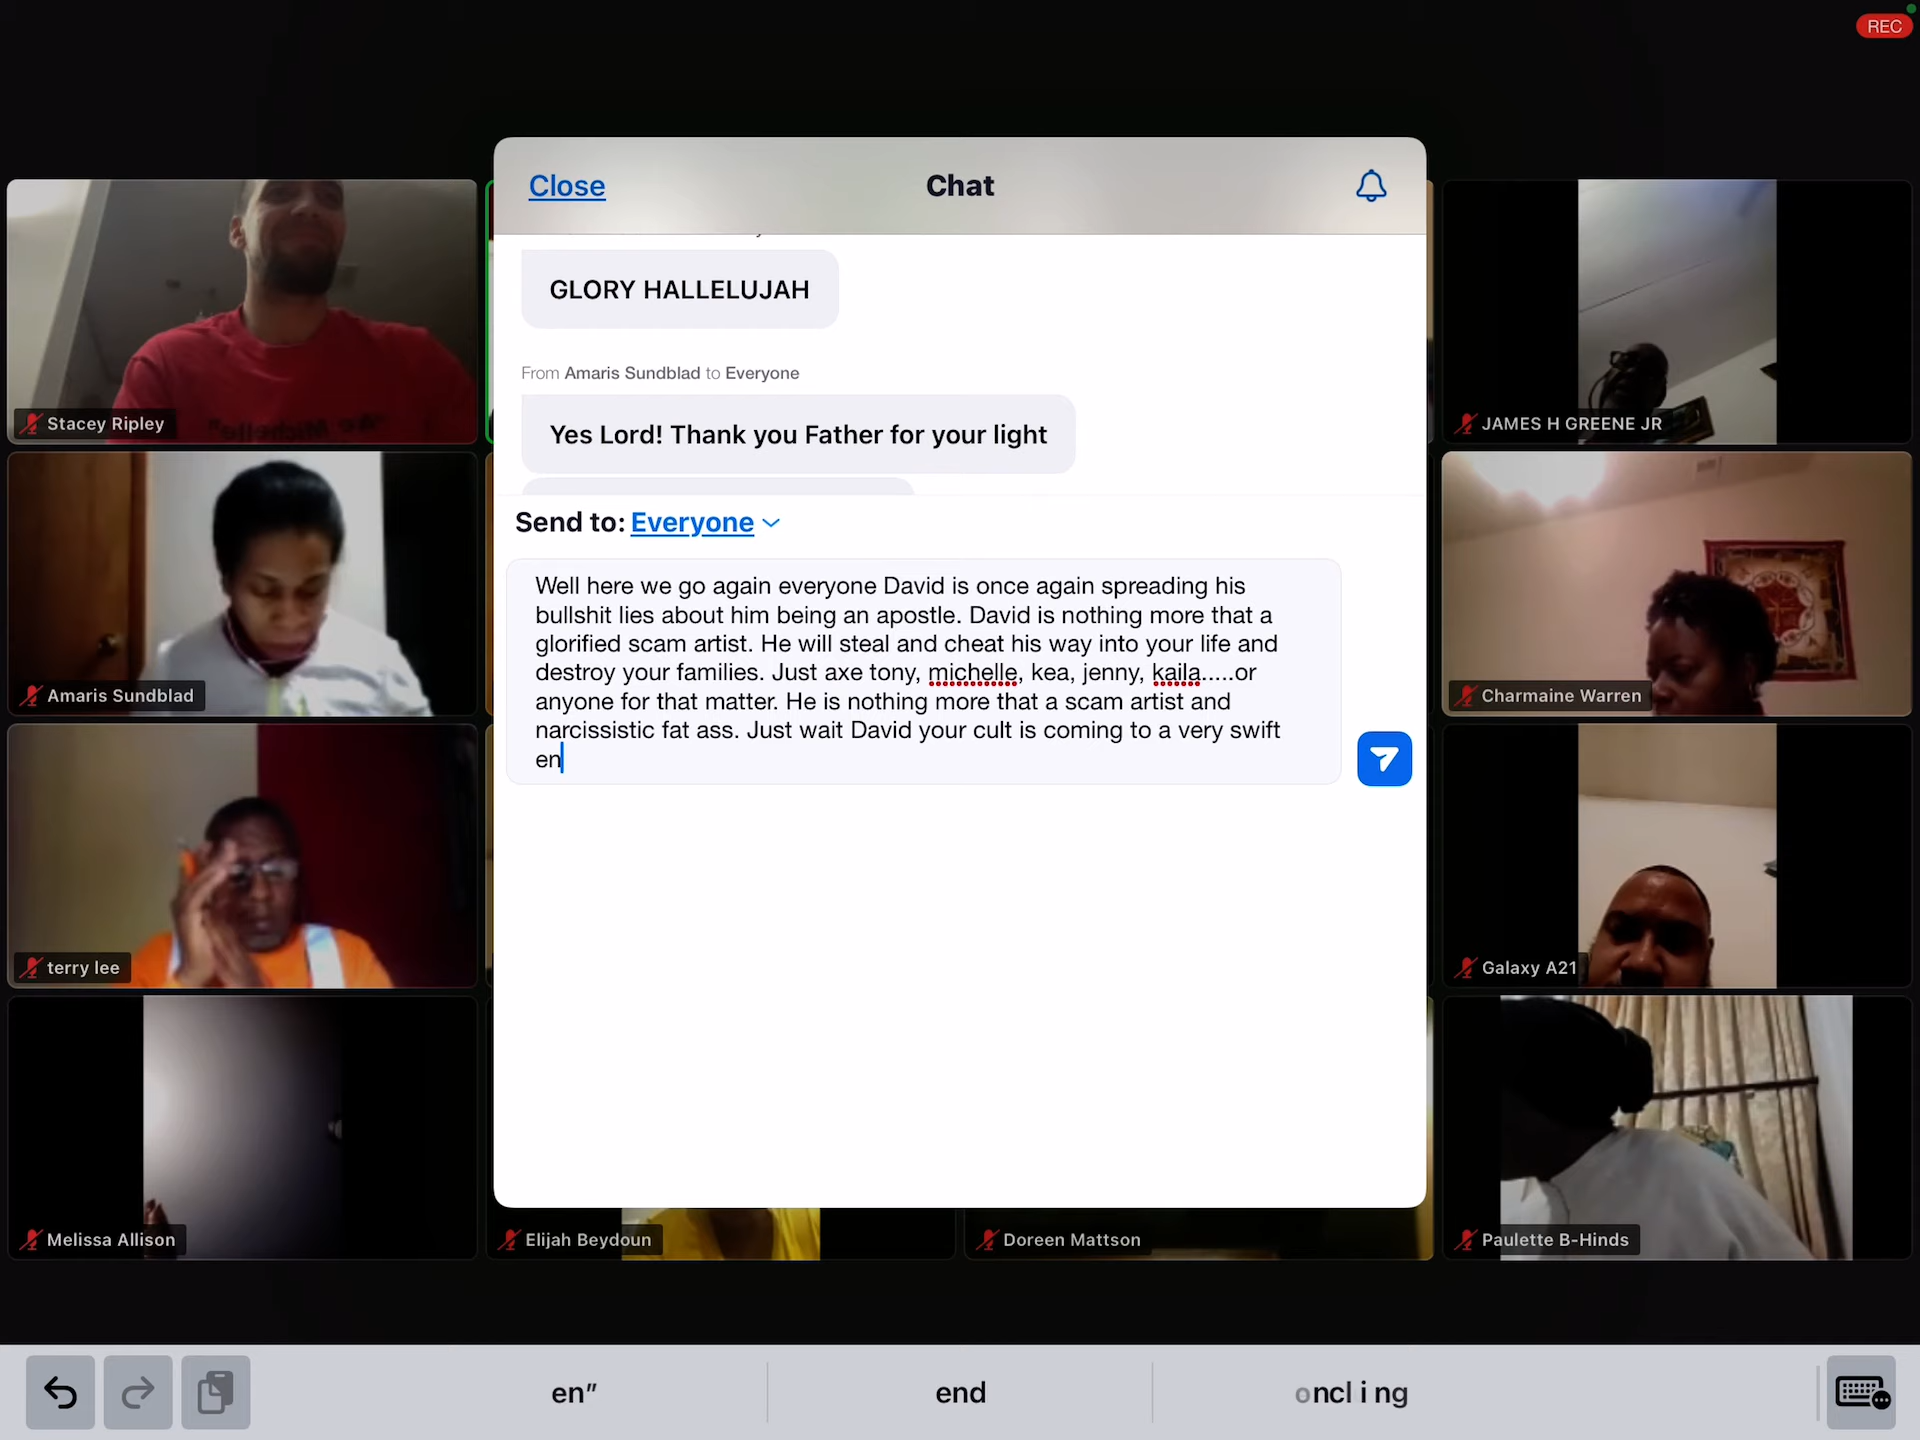 REC
Close
Chat
GLORY HALLELUJAH
From Amaris Sundblad to Everyone
Yes Lord! Thank you Father for your light
Send to: Everyone
Well here we go again everyone David is once again spreading his
bullshit lies about him being an apostle. David is nothing more that a
glorified scam artist. He will steal and cheat his way into your life and
destroy your families. Just axe tony, michelle, kea, jenny, kaila.....or
anyone for that matter. He is nothing more that a scam artist and
narcissistic fat ass. Just wait David your cult is coming to a very swift
en
Stacey Ripley
JAMES H GREENE JR
Amaris Sundblad
Charmaine Warren
terry lee
Galaxy A21
Melissa Allison
Elijah Beydoun
Doreen Mattson
Paulette B-Hinds
en”
end